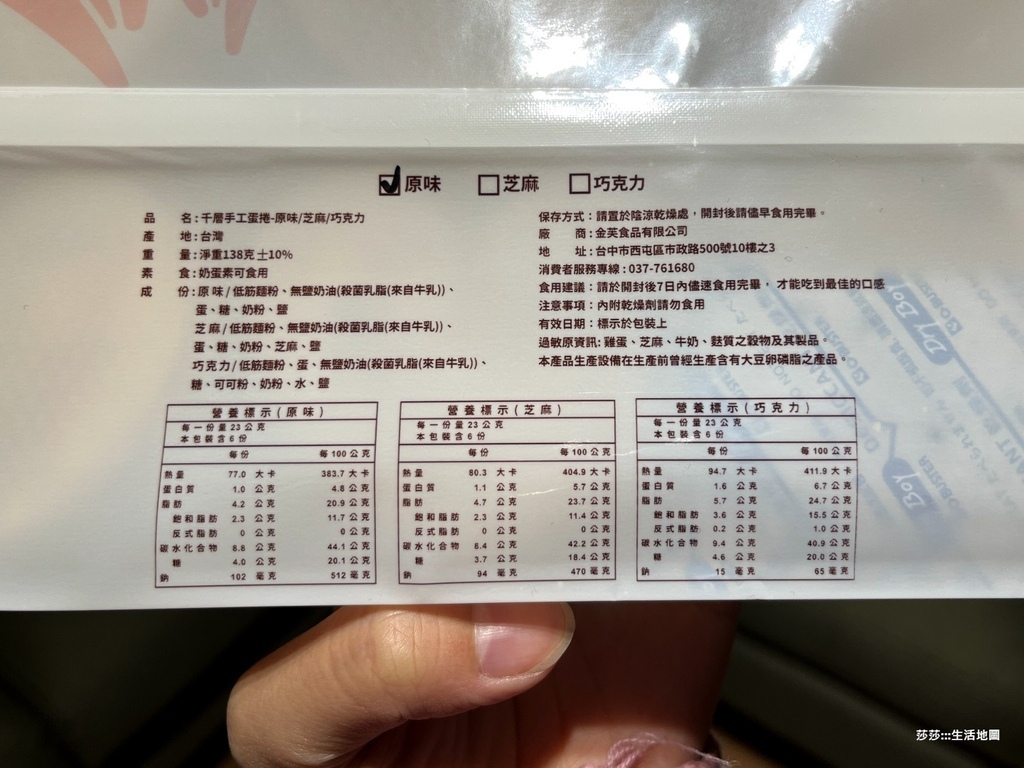 原味 芝麻 巧克力
品 名:千層手工蛋捲-原味/芝麻/巧克力
產 地:台灣
重 量:淨重138克±10%
素 食:奶蛋素可食用
成 份:原味/低筋麵粉、無鹽奶油(殺菌乳脂(來自牛乳))、
蛋、糖、奶粉、鹽
芝麻/低筋麵粉、無鹽奶油(殺菌乳脂(來自牛乳))、
蛋、糖、奶粉、芝麻、鹽
巧克力/低筋麵粉、蛋、無鹽奶油(殺菌乳脂(來自牛乳))、
糖、可可粉、奶粉、水、鹽
保存方式:請置於陰涼乾燥處,開封後請儘早食用完畢。
廠 商:金芙食品有限公司
地 址:台中市西屯區市政路500號10樓之3
消費者服務專線:037-761680
食用建議:請於開封後7日內儘速食用完畢, 才能吃到最佳的口感
注意事項:內附乾燥劑請勿食用
有效日期:標示於包裝上
過敏原資訊:雞蛋、芝麻、牛奶、麩質之穀物及其製品。
本產品生產設備在生產前曾經生產含有大豆卵磷脂之產品。
營養標示(原味)
每一份量23公克
本包裝含6份
每份 每100公克
熱量 77.0 大卡 383.7 大卡
蛋白質 1.0 公克 4.8 公克
脂肪 4.2 公克 20.9 公克
飽和脂肪 2.3 公克 11.7 公克
反式脂肪 0 公克 0 公克
碳水化合物 8.8 公克 44.1 公克
糖 4.0 公克 20.1 公克
鈉 102 毫克 512 毫克
營養標示(芝麻)
每一份量23公克
本包裝含6份
每份 每100公克
熱量 80.3 大卡 404.9 大卡
蛋白質 1.1 公克 5.7 公克
脂肪 4.7 公克 23.7 公克
飽和脂肪 2.3 公克 11.4 公克
反式脂肪 0 公克 0 公克
碳水化合物 8.4 公克 42.2 公克
糖 3.7 公克 18.4 公克
鈉 94 毫克 470 毫克
營養標示(巧克力)
每一份量23公克
本包裝含6份
每份 每100公克
熱量 94.7 大卡 411.9 大卡
蛋白質 1.6 公克 6.7 公克
脂肪 5.7 公克 24.7 公克
飽和脂肪 3.6 公克 15.5 公克
反式脂肪 0.2 公克 1.0 公克
碳水化合物 9.4 公克 40.9 公克
糖 4.6 公克 20.0 公克
鈉 15 毫克 65 毫克
莎莎:::生活地圖